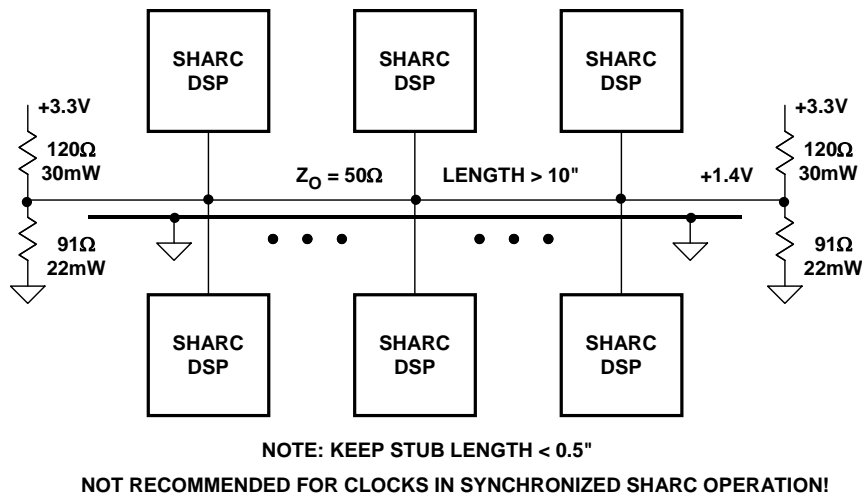 SHARC
DSP
SHARC
DSP
SHARC
DSP
+3.3V
+3.3V
120Ω
30mW
120Ω
30mW
Z_O = 50Ω
LENGTH > 10"
+1.4V
91Ω
22mW
91Ω
22mW
SHARC
DSP
SHARC
DSP
SHARC
DSP
NOTE: KEEP STUB LENGTH < 0.5"
NOT RECOMMENDED FOR CLOCKS IN SYNCHRONIZED SHARC OPERATION!